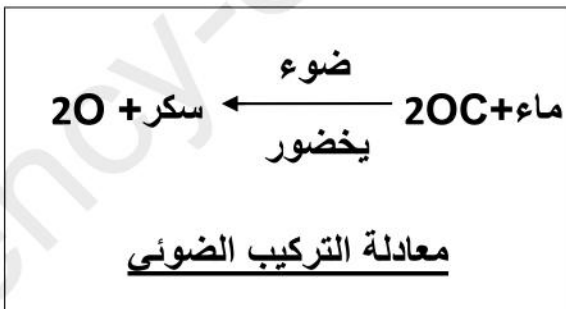 ضوء
ماء+2OC ← سكر+ 2O
يخضور
معادلة التركيب الضوئي